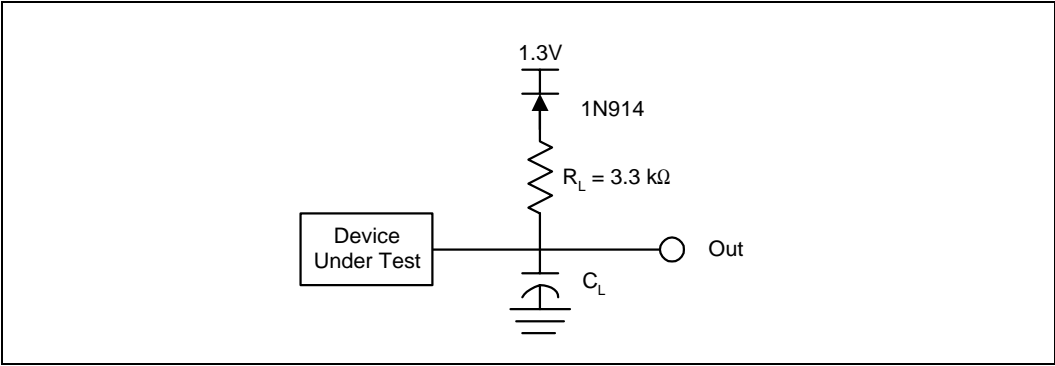 1.3V
1N914
R_L = 3.3 kΩ
Device
Under Test
Out
C_L